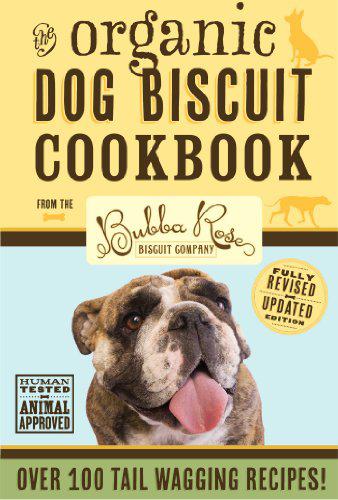 the organic
DOG BISCUIT
COOKBOOK
FROM THE
Bubba Rose
BISCUIT COMPANY
FULLY
REVISED
AND
UPDATED
EDITION
HUMAN
TESTED
ANIMAL
APPROVED
OVER 100 TAIL WAGGING RECIPES!